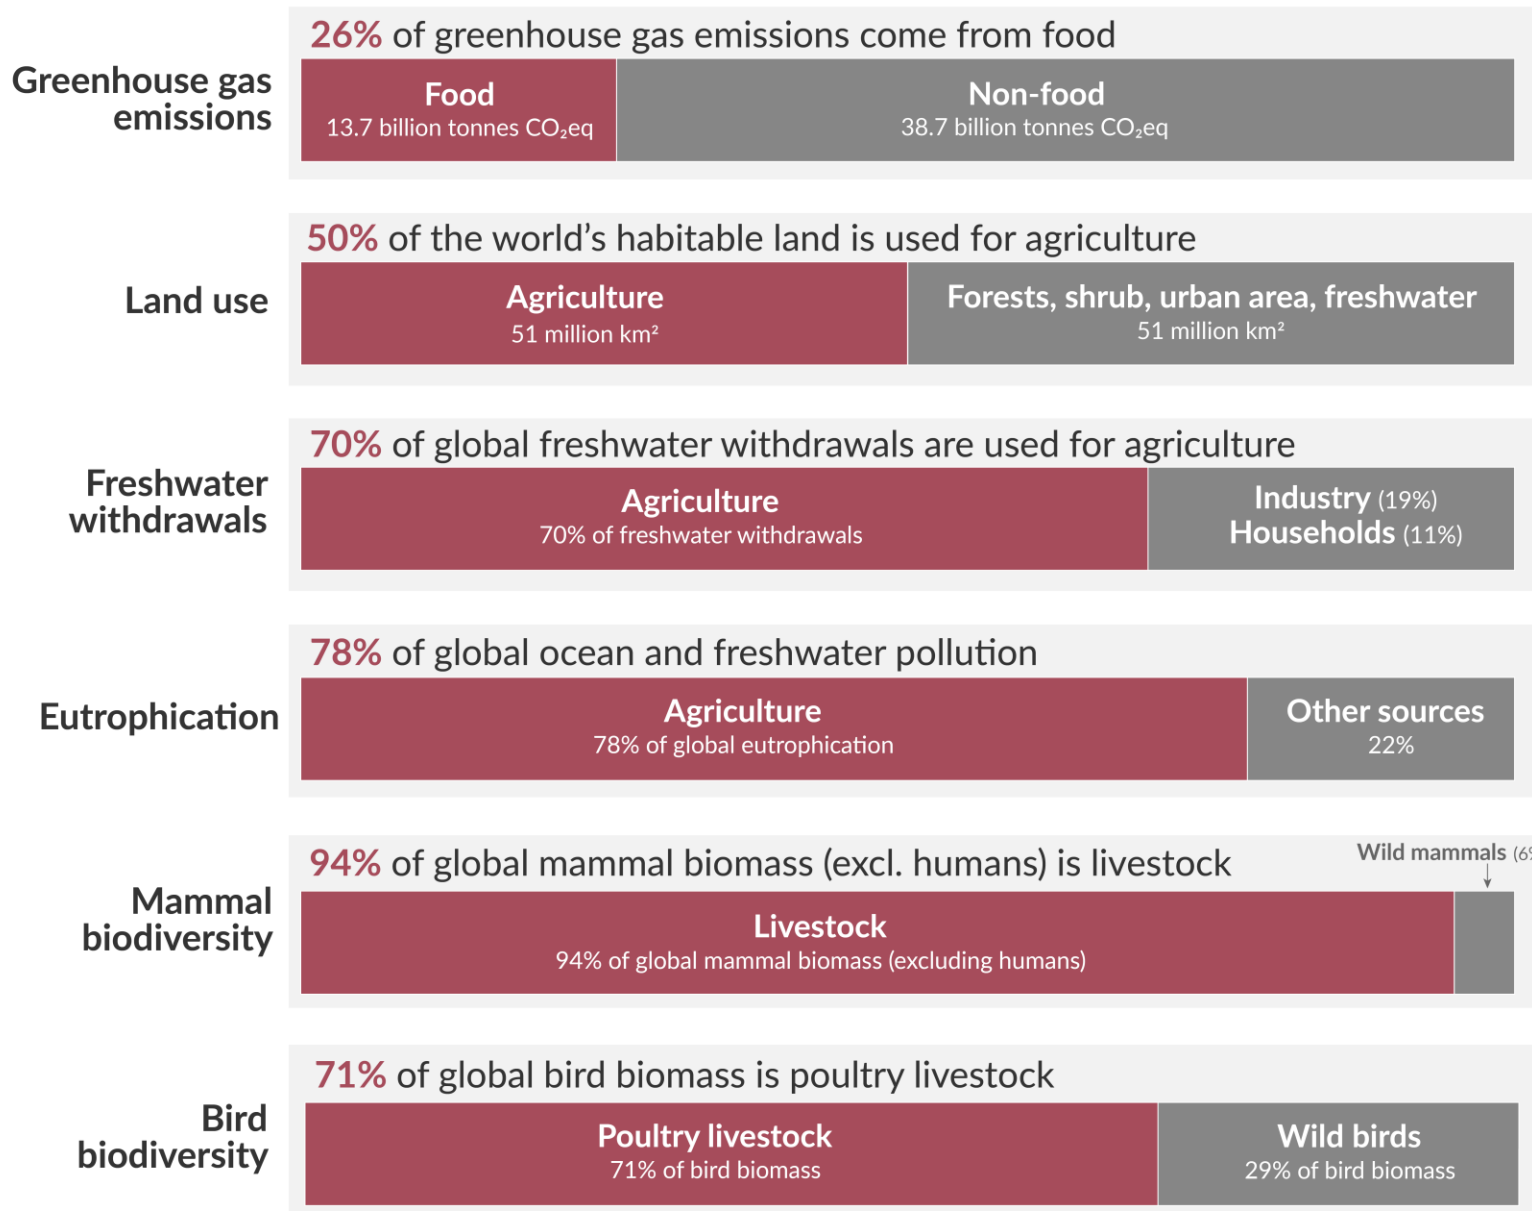 26% of greenhouse gas emissions come from food
Greenhouse gas
emissions
Food
13.7 billion tonnes CO₂eq
Non-food
38.7 billion tonnes CO₂eq
50% of the world's habitable land is used for agriculture
Land use
Agriculture
51 million km²
Forests, shrub, urban area, freshwater
51 million km²
70% of global freshwater withdrawals are used for agriculture
Freshwater
withdrawals
Agriculture
70% of freshwater withdrawals
Industry (19%)
Households (11%)
78% of global ocean and freshwater pollution
Eutrophication
Agriculture
78% of global eutrophication
Other sources
22%
94% of global mammal biomass (excl. humans) is livestock
Wild mammals (6%
Mammal
biodiversity
Livestock
94% of global mammal biomass (excluding humans)
71% of global bird biomass is poultry livestock
Bird
biodiversity
Poultry livestock
71% of bird biomass
Wild birds
29% of bird biomass